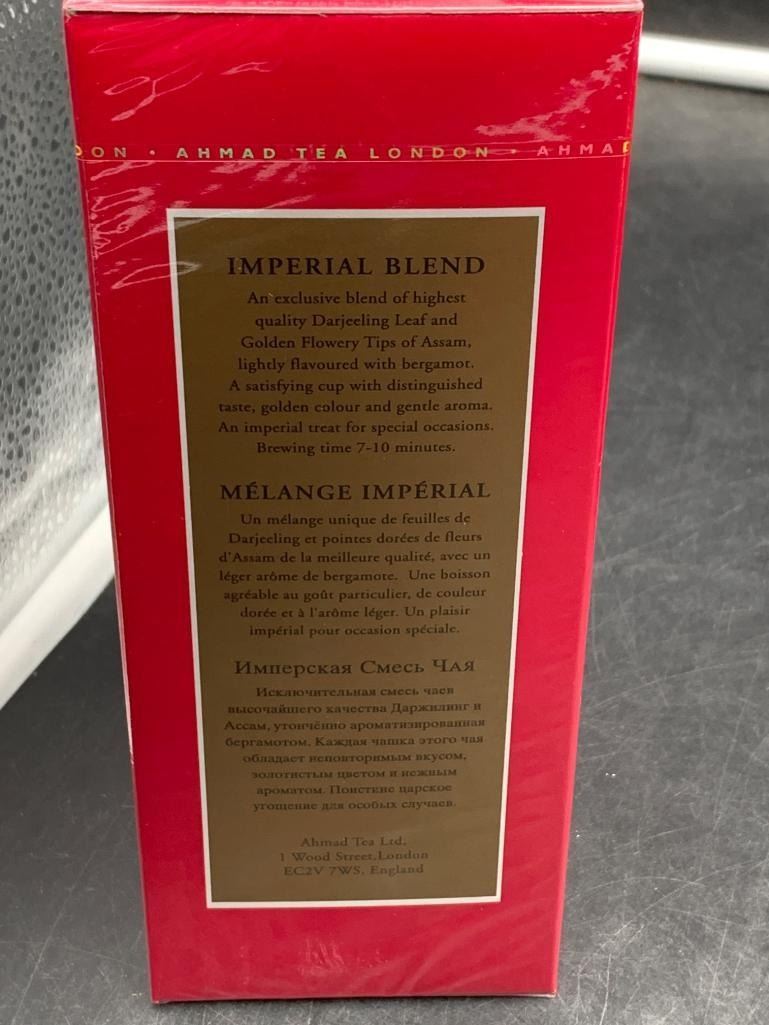 DON · AHMAD TEA LONDON · AHMAD
IMPERIAL BLEND
An exclusive blend of highest
quality Darjeeling Leaf and
Golden Flowery Tips of Assam,
lightly flavoured with bergamot.
A satisfying cup with distinguished
taste, golden colour and gentle aroma.
An imperial treat for special occasions.
Brewing time 7-10 minutes.
MÉLANGE IMPÉRIAL
Un mélange unique de feuilles de
Darjeeling et pointes dorées de fleurs
d'Assam de la meilleure qualité, avec un
léger arôme de bergamote. Une boisson
agréable au goût particulier, de couleur
dorée et à l'arôme léger. Un plaisir
impérial pour occasion spéciale.
Имперская Смесь Чая
Исключительная смесь чаев
высочайшего качества Даржилинг и
Ассам, утончённо ароматизированная
бергамотом. Каждая чашка этого чая
обладает неповторимым вкусом,
золотистым цветом и нежным
ароматом. Поистине царское
угощение для особых случаев.
Ahmad Tea Ltd,
1 Wood Street,London
EC2V 7WS, England